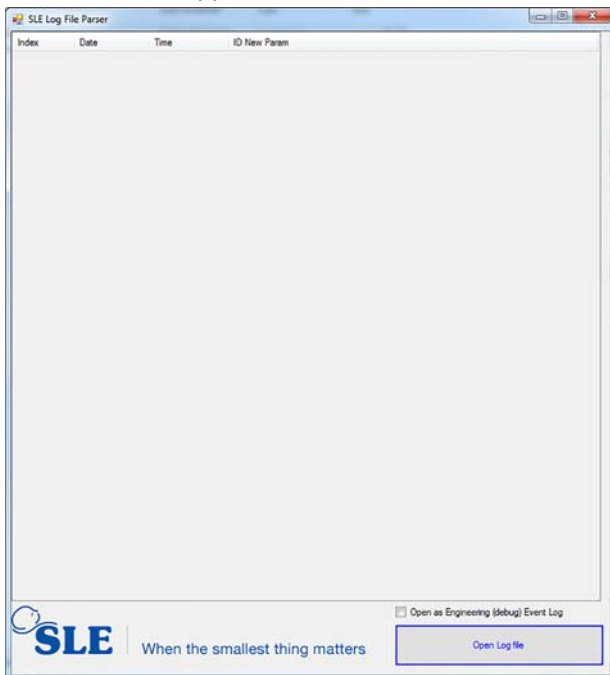 SLE Log File Parser
Index Date Time ID New Param
Open as Engineering (debug) Event Log
SLE When the smallest thing matters
Open Log file